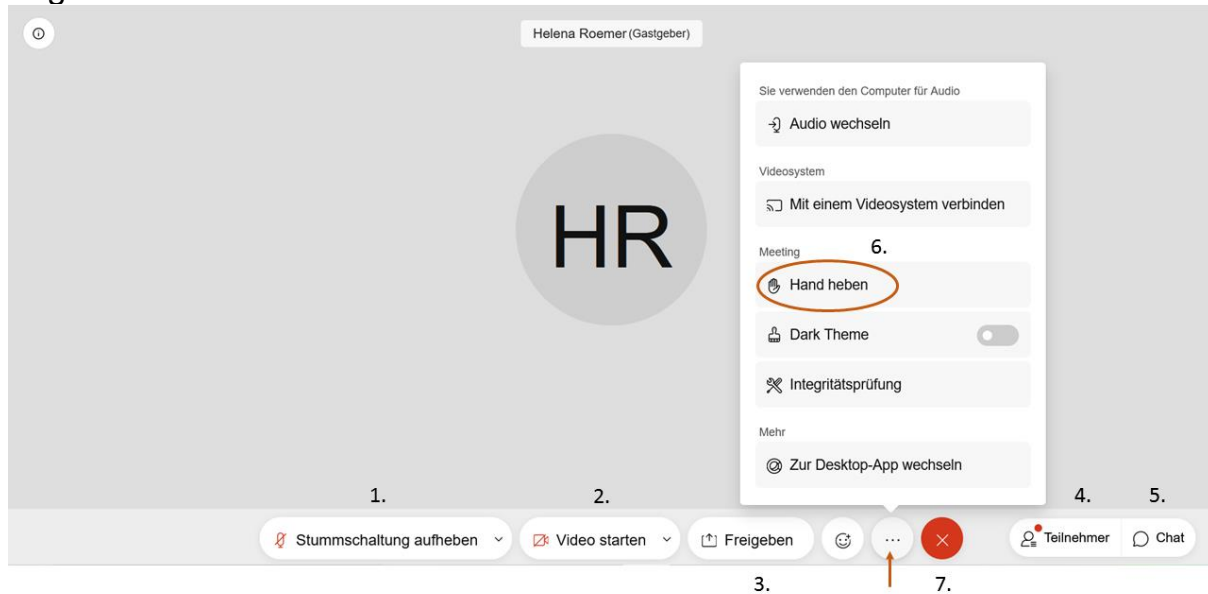 Helena Roemer (Gastgeber)
HR
Sie verwenden den Computer für Audio
Audio wechseln
Videosystem
Mit einem Videosystem verbinden
Meeting
6.
Hand heben
Dark Theme
Integritätsprüfung
Mehr
Zur Desktop-App wechseln
1.
2.
4.
5.
Stummschaltung aufheben
Video starten
Freigeben
Teilnehmer
Chat
3.
7.